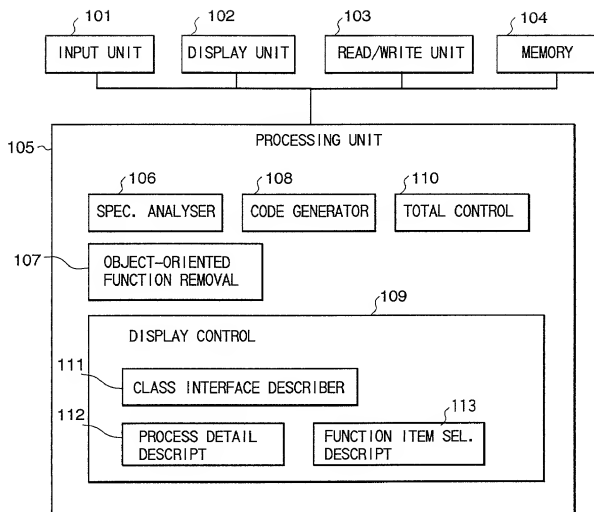 101
102
103
104
INPUT UNIT
DISPLAY UNIT
READ/WRITE UNIT
MEMORY
105
PROCESSING UNIT
106
108
110
SPEC. ANALYSER
CODE GENERATOR
TOTAL CONTROL
107
OBJECT-ORIENTED
FUNCTION REMOVAL
109
DISPLAY CONTROL
111
CLASS INTERFACE DESCRIBER
112
113
PROCESS DETAIL
DESCRIPT
FUNCTION ITEM SEL.
DESCRIPT